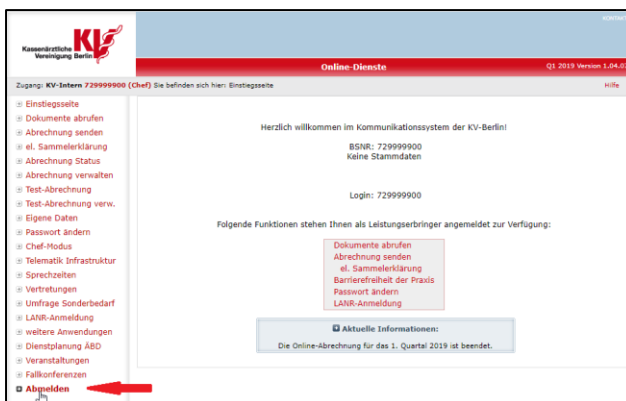 KONTAKT
Kassenärztliche
Vereinigung Berlin
KV
Online-Dienste
Q1 2019 Version 1.04.0
Zugang: KV-Intern 729999900 (Chef) Sie befinden sich hier: Einstiegsseite
Hilfe
Einstiegsseite
Dokumente abrufen
Abrechnung senden
el. Sammelerklärung
Abrechnung Status
Abrechnung verwalten
Test-Abrechnung
Test-Abrechnung verw.
Eigene Daten
Passwort ändern
Chef-Modus
Telematik Infrastruktur
Sprechzeiten
Vertretungen
Umfrage Sonderbedarf
LANR-Anmeldung
weitere Anwendungen
Dienstplanung ÄBD
Veranstaltungen
Fallkonferenzen
Abmelden
Herzlich willkommen im Kommunikationssystem der KV-Berlin!
BSNR: 729999900
Keine Stammdaten
Login: 729999900
Folgende Funktionen stehen Ihnen als Leistungserbringer angemeldet zur Verfügung:
Dokumente abrufen
Abrechnung senden
el. Sammelerklärung
Barrierefreiheit der Praxis
Passwort ändern
LANR-Anmeldung
Aktuelle Informationen:
Die Online-Abrechnung für das 1. Quartal 2019 ist beendet.